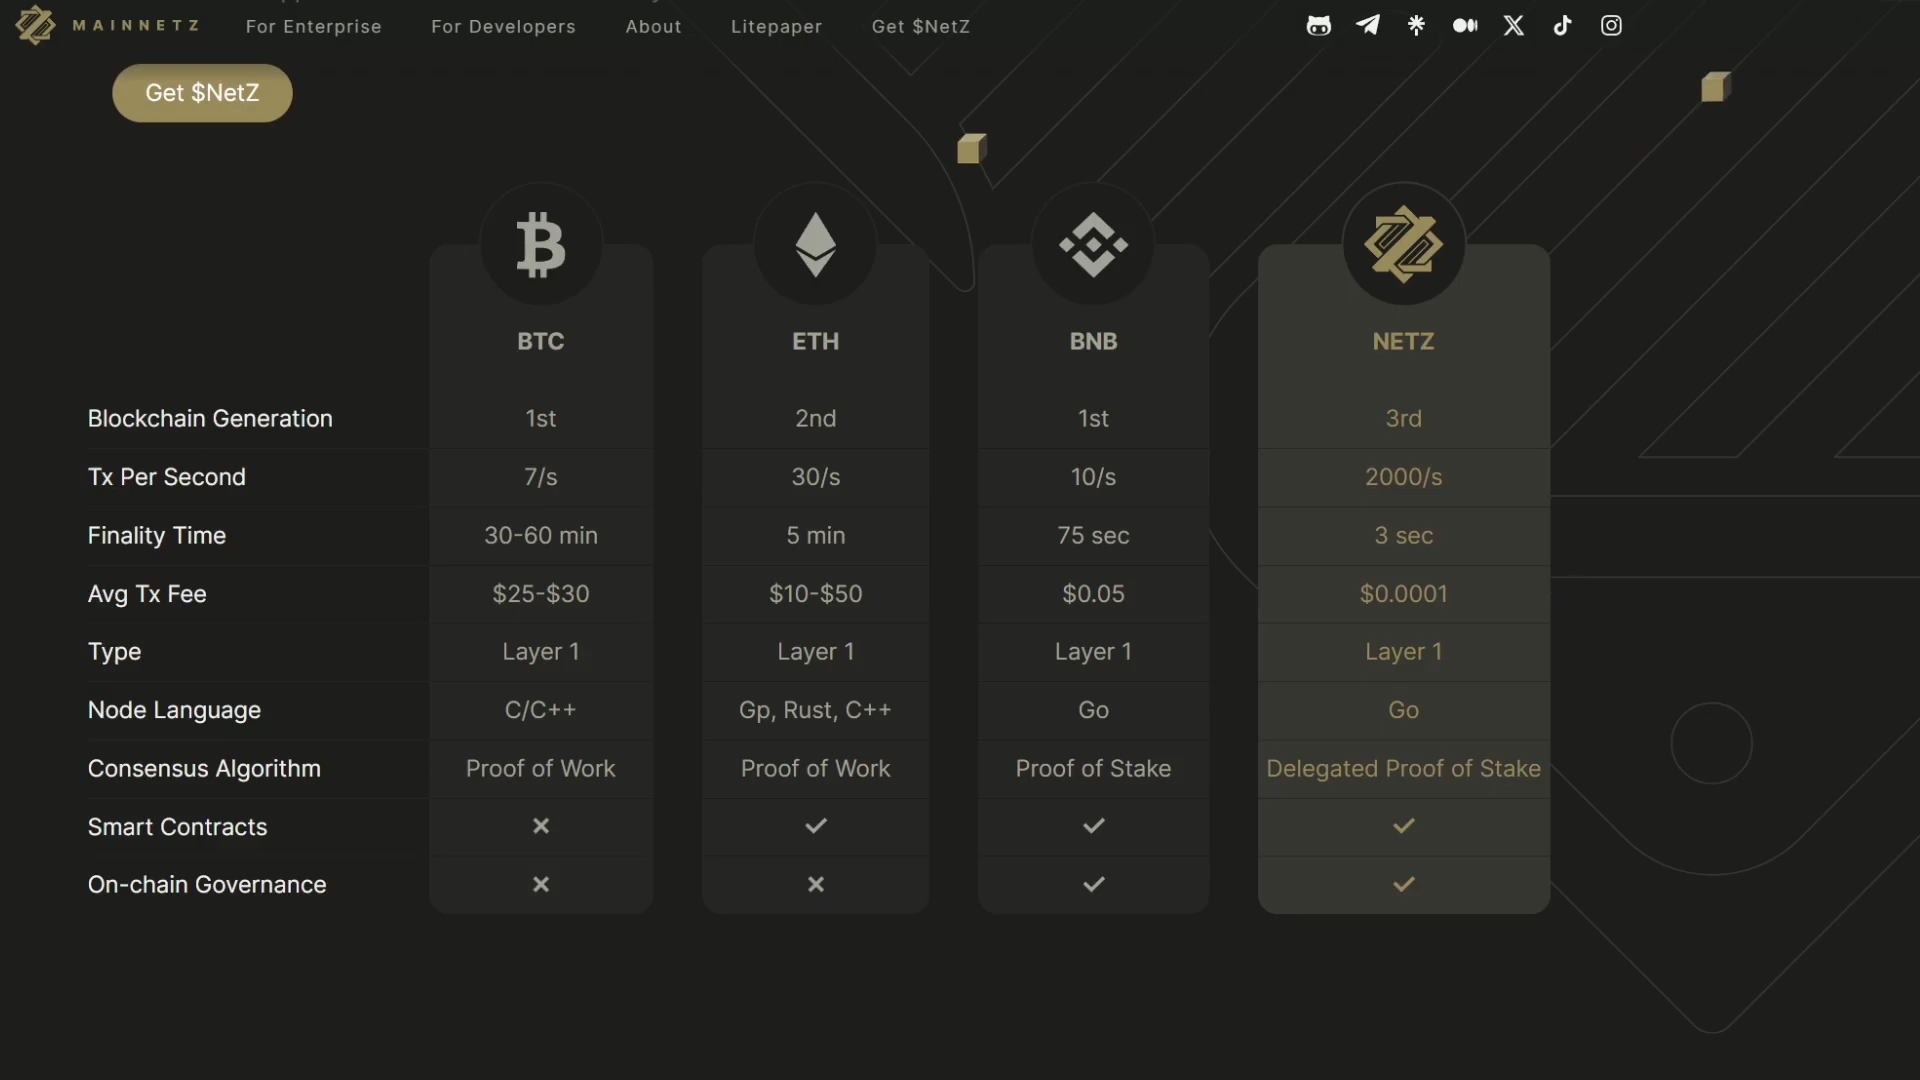 MAINNETZ For Enterprise For Developers About Litepaper Get $NetZ
Get $NetZ
BTC ETH BNB NETZ
Blockchain Generation 1st 2nd 1st 3rd
Tx Per Second 7/s 30/s 10/s 2000/s
Finality Time 30-60 min 5 min 75 sec 3 sec
Avg Tx Fee $25-$30 $10-$50 $0.05 $0.0001
Type Layer 1 Layer 1 Layer 1 Layer 1
Node Language C/C++ Gp, Rust, C++ Go Go
Consensus Algorithm Proof of Work Proof of Work Proof of Stake Delegated Proof of Stake
Smart Contracts
On-chain Governance